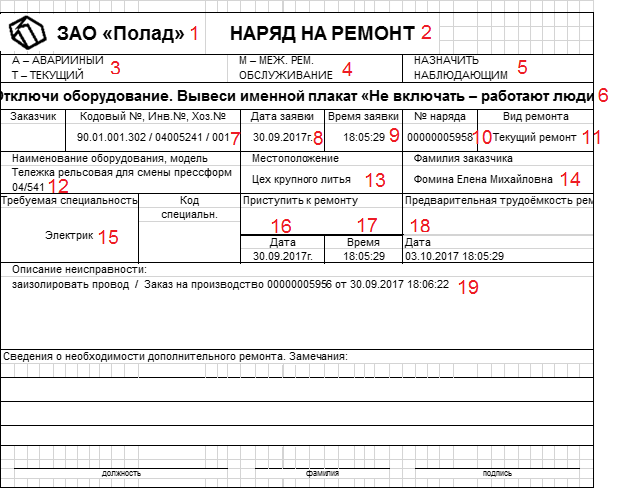 ЗАО «Полад» 1 НАРЯД НА РЕМОНТ 2
А – АВАРИЙНЫЙ М – МЕЖ. РЕМ. НАЗНАЧИТЬ
Т – ТЕКУЩИЙ 3 ОБСЛУЖИВАНИЕ 4 НАБЛЮДАЮЩИМ 5
Отключи оборудование. Вывеси именной плакат «Не включать – работают люди 6
Заказчик Кодовый №, Инв.№, Хоз.№ Дата заявки Время заявки № наряда Вид ремонта
90.01.001.302 / 04005241 / 001 7 30.09.2017г. 8 18:05:29 9 00000005958 10 Текущий ремонт 11
Наименование оборудования, модель Местоположение Фамилия заказчика
Тележка рельсовая для смены прессформ
04/541 12 Цех крупного литья 13 Фомина Елена Михайловна 14
Требуемая специальность Код Приступить к ремонту Предварительная трудоёмкость рем
специальн.
Электрик 15 16 17 18
Дата Время Дата
30.09.2017г. 18:05:29 03.10.2017 18:05:29
Описание неисправности:
заизолировать провод / Заказ на производство 00000005956 от 30.09.2017 18:06:22 19
Сведения о необходимости дополнительного ремонта. Замечания:
должность фамилия подпись